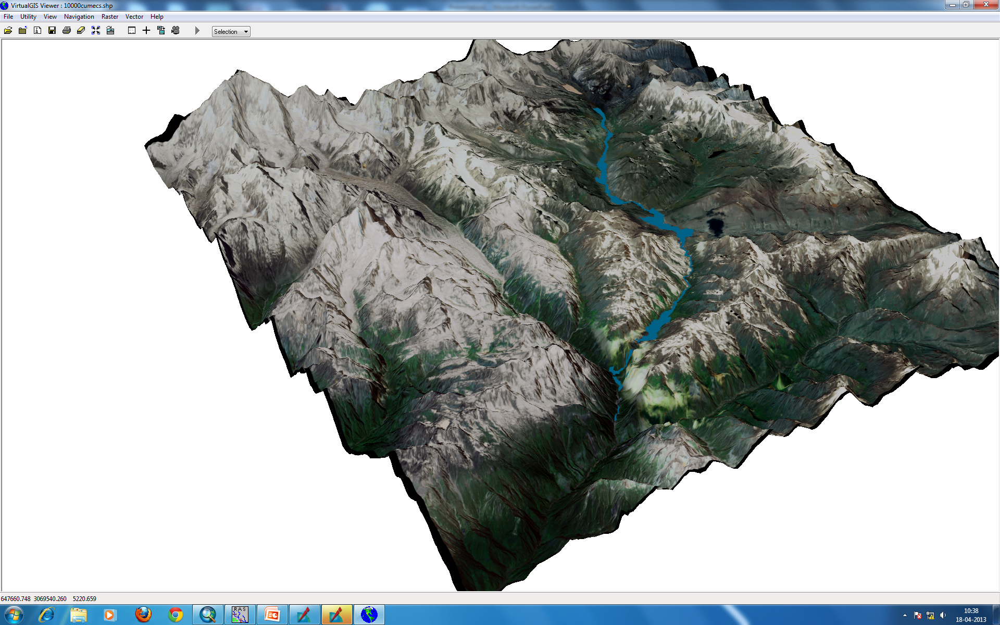 VirtualGIS Viewer : 10000cumecs.shp
File Utility View Navigation Raster Vector Help
Selection
647660.748 3069540.260 5220.659
RAS
10:38
18-04-2013